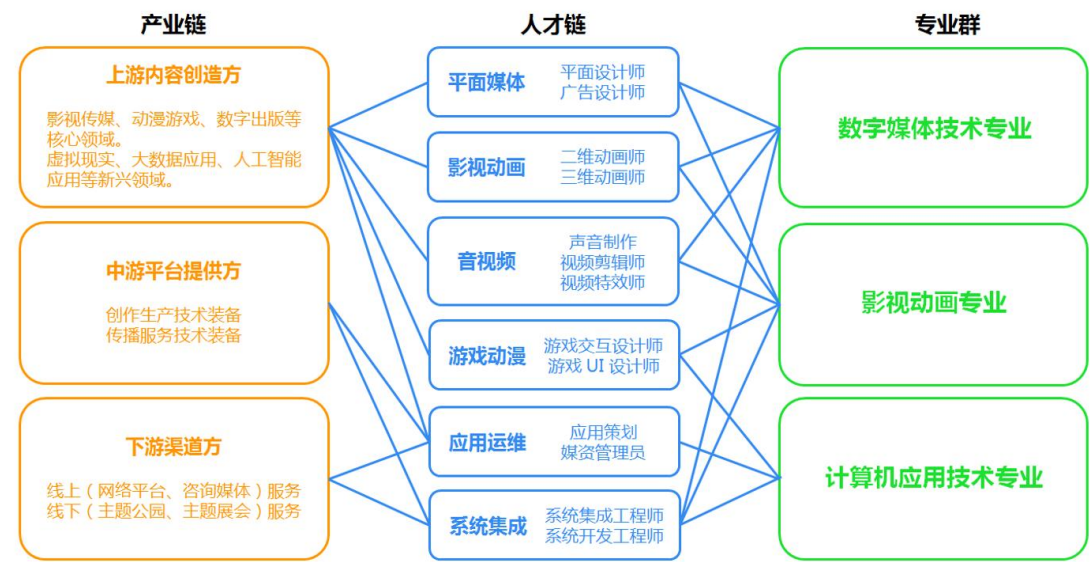 产业链
人才链
专业群
上游内容创造方
影视传媒、动漫游戏、数字出版等
核心领域。
虚拟现实、大数据应用、人工智能
应用等新兴领域。
中游平台提供方
创作生产技术装备
传播服务技术装备
下游渠道方
线上（网络平台、咨询媒体）服务
线下（主题公园、主题展会）服务
平面媒体
平面设计师
广告设计师
影视动画
二维动画师
三维动画师
音视频
声音制作
视频剪辑师
视频特效师
游戏动漫
游戏交互设计师
游戏 UI 设计师
应用运维
应用策划
媒资管理员
系统集成
系统集成工程师
系统开发工程师
数字媒体技术专业
影视动画专业
计算机应用技术专业